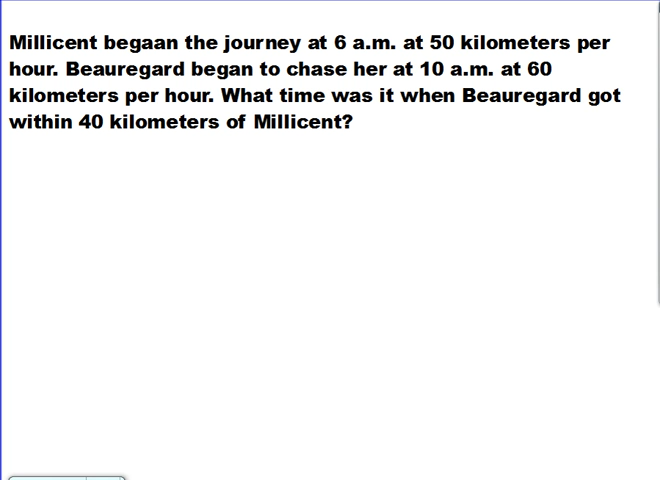 Millicent begaan the journey at 6 a.m. at 50 kilometers per
hour. Beauregard began to chase her at 10 a.m. at 60
kilometers per hour. What time was it when Beauregard got
within 40 kilometers of Millicent?